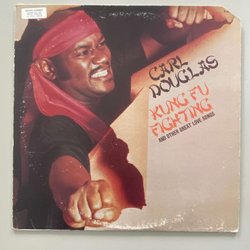 CARL
DOUGLAS
KUNG FU
FIGHTING
AND OTHER GREAT LOVE SONGS